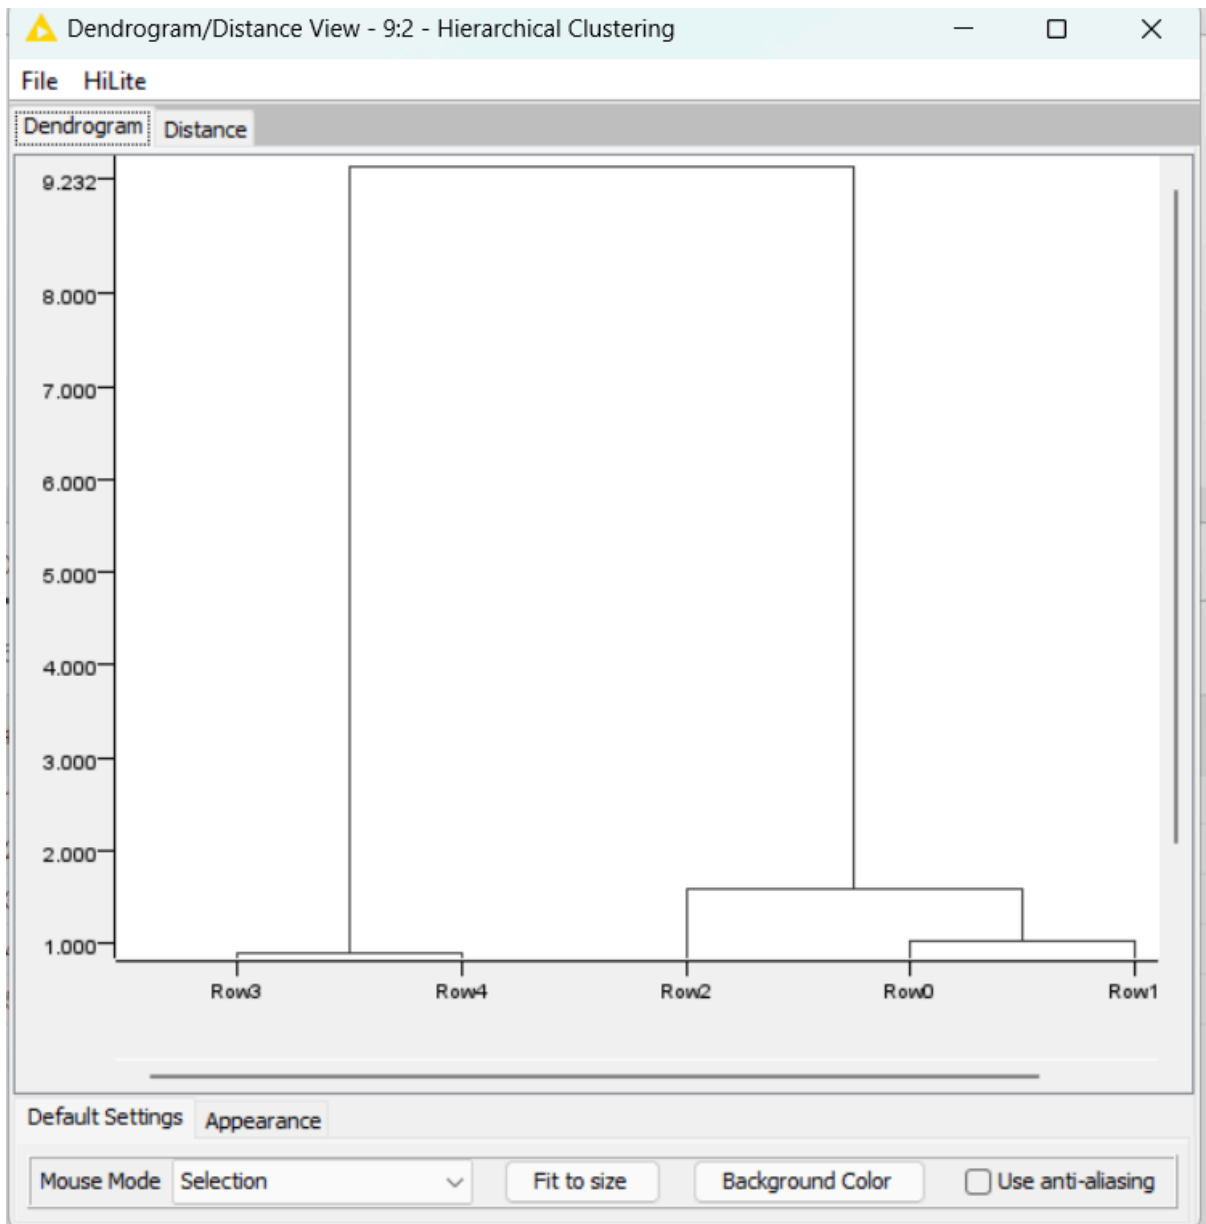 Dendrogram/Distance View - 9:2 - Hierarchical Clustering
File HiLite
Dendrogram Distance
9.232
8.000
7.000
6.000
5.000
4.000
3.000
2.000
1.000
Row3 Row4 Row2 Row0 Row1
Default Settings Appearance
Mouse Mode Selection Fit to size Background Color Use anti-aliasing